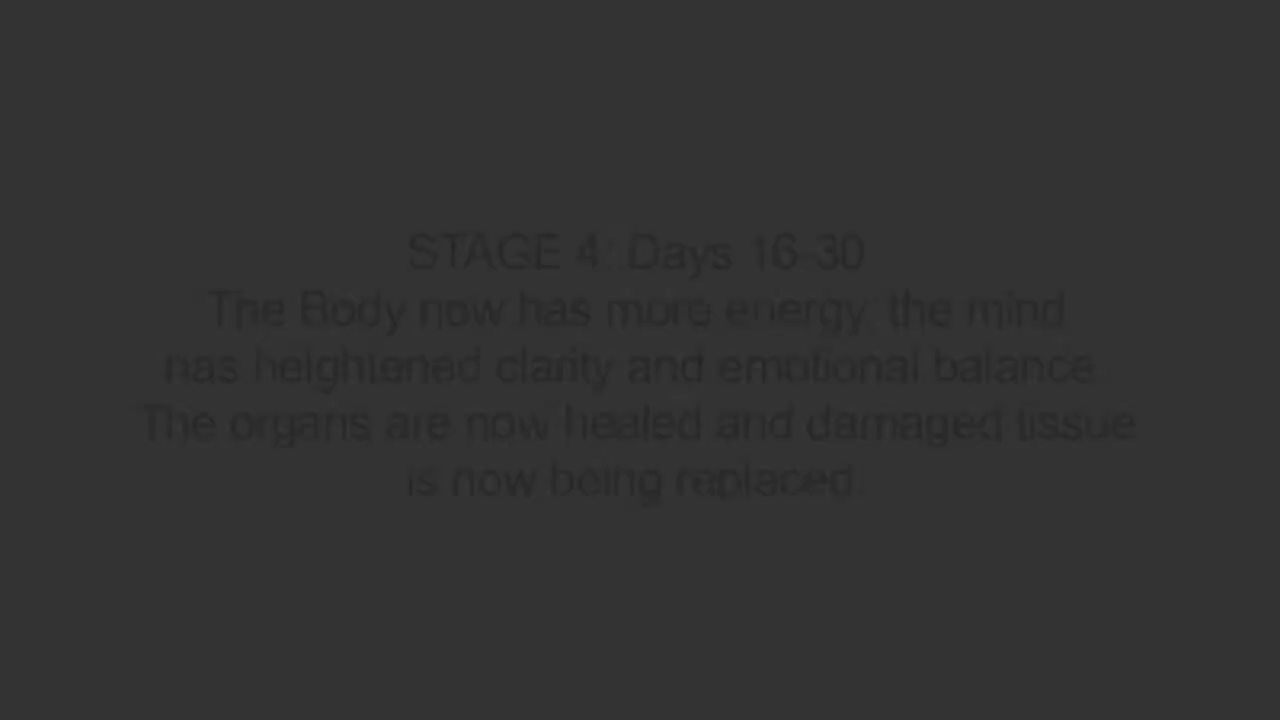 STAGE 4: Days 16-30
The Body now has more energy, the mind
has heightened clarity and emotional balance.
The organs are now healed and damaged tissue
is now being replaced.